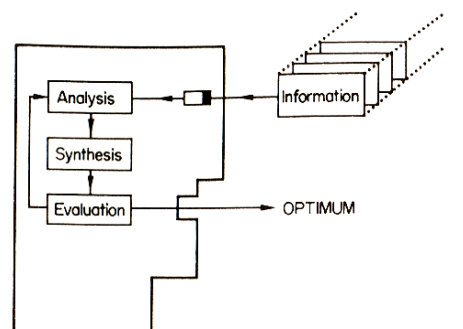 Analysis
Information
Synthesis
Evaluation
OPTIMUM